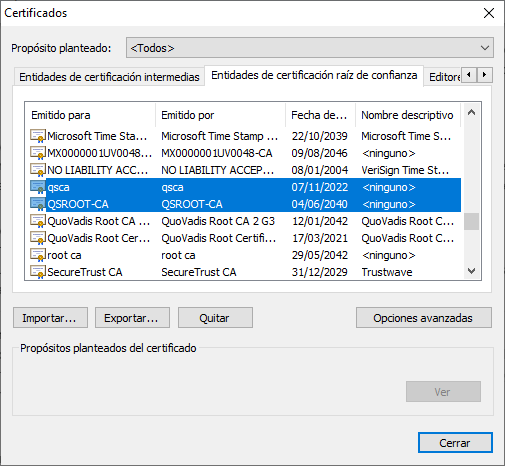 Certificados
Propósito planteado: <Todos>
Entidades de certificación intermedias Entidades de certificación raíz de confianza Editore
Emitido para Emitido por Fecha de... Nombre descriptivo
Microsoft Time Stam... Microsoft Time Stamp ... 22/10/2039 Microsoft Time St...
MX0000001UV0048-... MX0000001UV0048-CA 09/08/2046 <ninguno>
NO LIABILITY ACCEP... NO LIABILITY ACCEP... 08/01/2004 VeriSign Time St...
qsca qsca 07/11/2022 <ninguno>
QSROOT-CA QSROOT-CA 04/06/2040 <ninguno>
QuoVadis Root CA ... QuoVadis Root CA 2 G3 12/01/2042 QuoVadis Root C...
QuoVadis Root Cer... QuoVadis Root Certifi... 17/03/2021 QuoVadis Root C...
root ca root ca 29/05/2042 <ninguno>
SecureTrust CA SecureTrust CA 31/12/2029 Trustwave
Importar... Exportar... Quitar Opciones avanzadas
Propósitos planteados del certificado
Ver
Cerrar